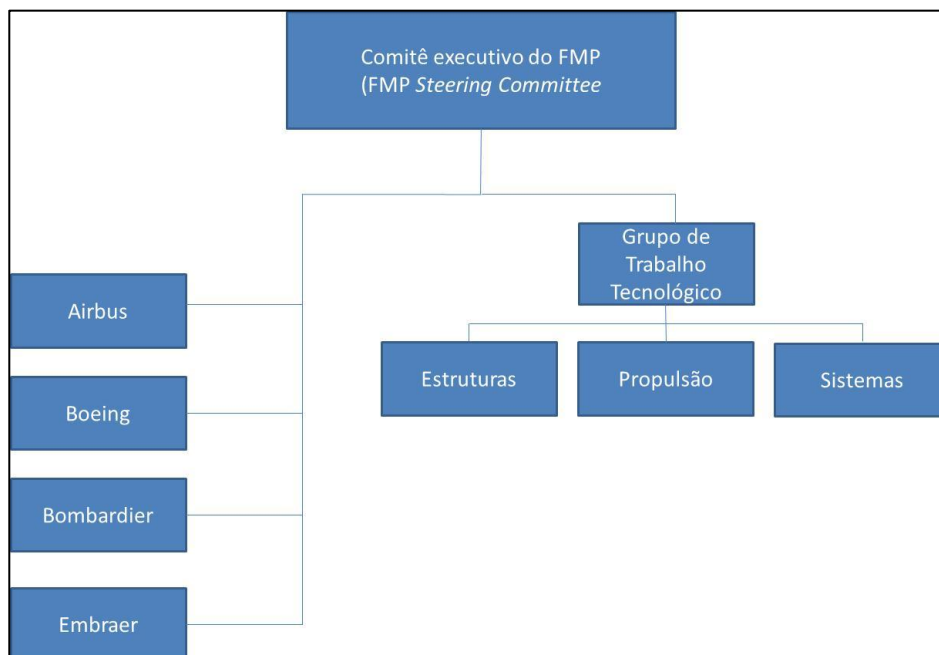 Comitê executivo do FMP
(FMP Steering Committee
Grupo de
Trabalho
Tecnológico
Airbus
Estruturas
Propulsão
Sistemas
Boeing
Bombardier
Embraer